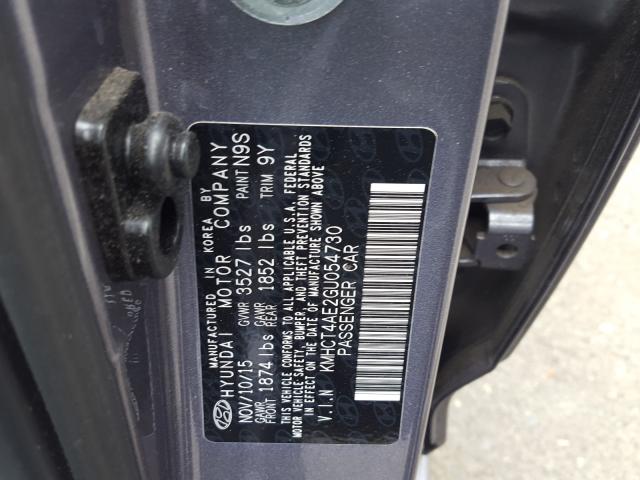 MANUFACTURED IN KOREA BY
HYUNDAI MOTOR COMPANY
NOV/10/15 GVWR 3527 lbs PAINT N9S
GAWR FRONT 1874 lbs GAWR REAR 1852 lbs TRIM 9Y
THIS VEHICLE CONFORMS TO ALL APPLICABLE U.S.A. FEDERAL
MOTOR VEHICLE SAFETY, BUMPER, AND THEFT PREVENTION STANDARDS
IN EFFECT ON THE DATE OF MANUFACTURE SHOWN ABOVE
V.I.N KMHCT4AE2GU054730
PASSENGER CAR